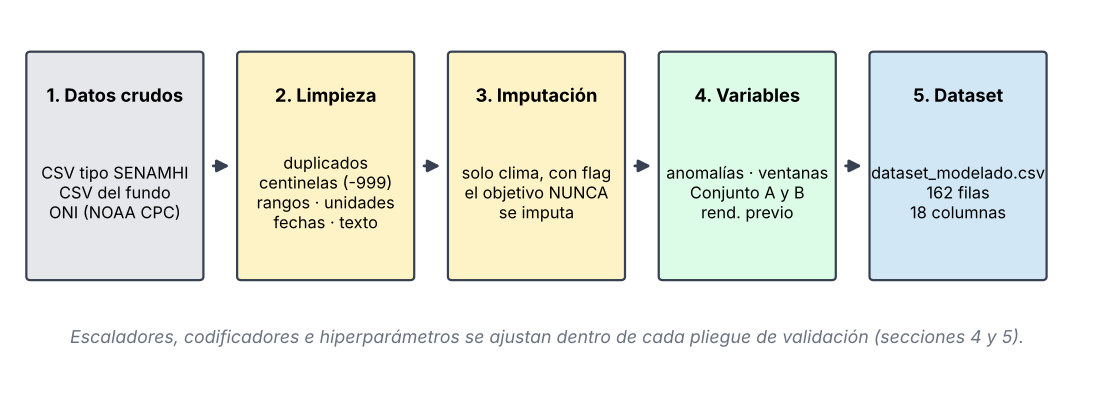 1. Datos crudos
CSV tipo SENAMHI
CSV del fundo
ONI (NOAA CPC)
2. Limpieza
duplicados
centinelas (-999)
rangos · unidades
fechas · texto
3. Imputación
solo clima, con flag
el objetivo NUNCA
se imputa
4. Variables
anomalías · ventanas
Conjunto A y B
rend. previo
5. Dataset
dataset_modelado.csv
162 filas
18 columnas
Escaladores, codificadores e hiperparámetros se ajustan dentro de cada pliegue de validación (secciones 4 y 5).